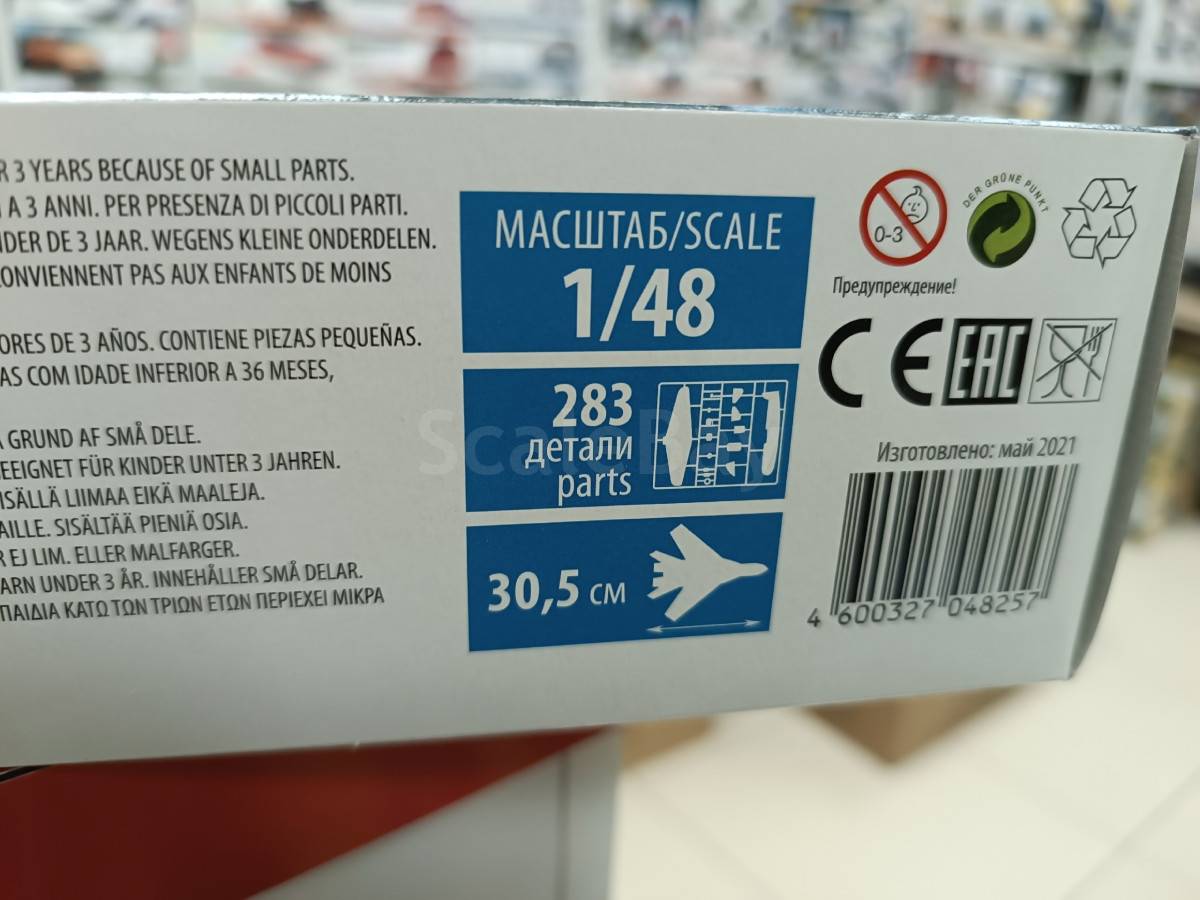 R 3 YEARS BECAUSE OF SMALL PARTS.
A 3 ANNI. PER PRESENZA DI PICCOLI PARTI.
NDER DE 3 JAAR. WEGENS KLEINE ONDERDELEN.
CONVIENNENT PAS AUX ENFANTS DE MOINS
ORES DE 3 AÑOS. CONTIENE PIEZAS PEQUEÑAS.
AS COM IDADE INFERIOR A 36 MESES,
GRUND AF SMÅ DELE.
EEIGNET FÜR KINDER UNTER 3 JAHREN.
ISÄLLÄ LIIMAA EIKÄ MAALEJA.
AILLE. SISÄLTÄÄ PIENIÄ OSIA.
R EJ LIM. ELLER MALFARGER.
ARN UNDER 3 ÅR. INNEHÅLLER SMÅ DELAR.
ΠΑΙΔΙΑ ΚΑΤΩ ΤΩΝ ΤΡΙΩΝ ΕΤΩΝ ΠΕΡΙΕΧΕΙ ΜΙΚΡΑ
МАСШТАБ/SCALE
1/48
283
детали
parts
30,5 см
0-3
DER GRÜNE PUNKT
Предупреждение!
CE EAC
Изготовлено: май 2021
4 600327 048257